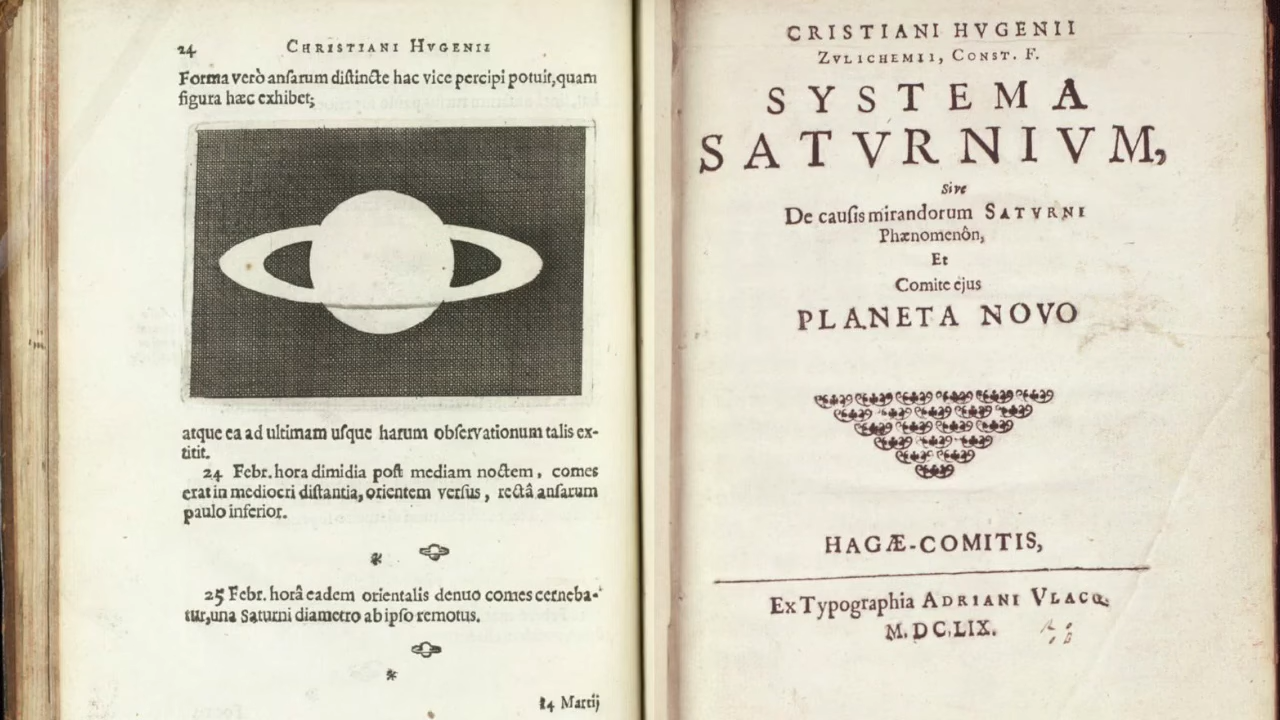 24 CHRISTIANI HVGENII
Forma verò ansarum distincte hac vice percipi potuit, quam
figura hæc exhibet;
atque ea ad ultimam usque harum observationum talis ex-
titit.
24 Febr. hora dimidia post mediam noctem, comes
erat in mediocri distantia, orientem versus, rectâ ansarum
paulo inferior.
25 Febr. horâ eadem orientalis denuo comes cerneba-
tur, una Saturni diametro ab ipso remotus.
14 Martij
CRISTIANI HVGENII
ZVLICHEMII, CONST. F.
SYSTEMA
SATVRNIVM,
Sive
De causis mirandorum SATVRNI
Phænomenôn,
Et
Comite ejus
PLANETA NOVO
HAGÆ-COMITIS,
Ex Typographia ADRIANI VLACQ.
M. DC. LIX.